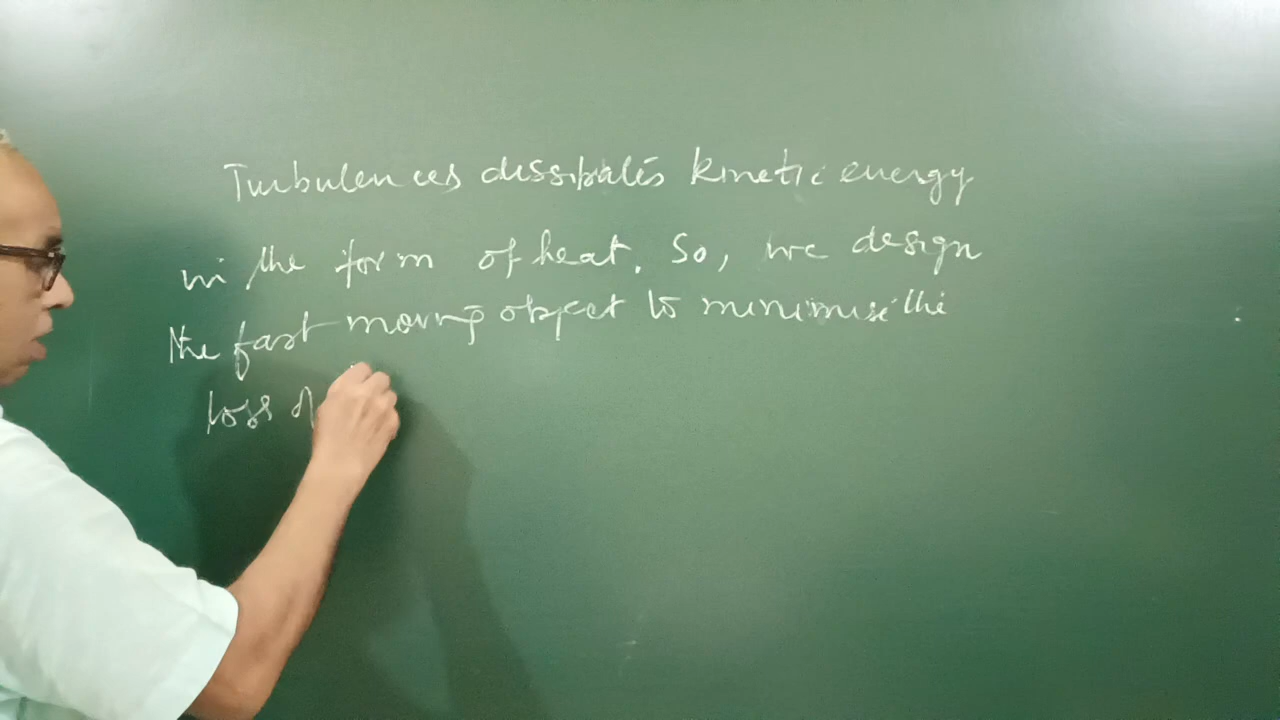 Turbulences dissipates kinetic energy
in the form of heat. So, we design
the fast moving object to minimise the
loss of